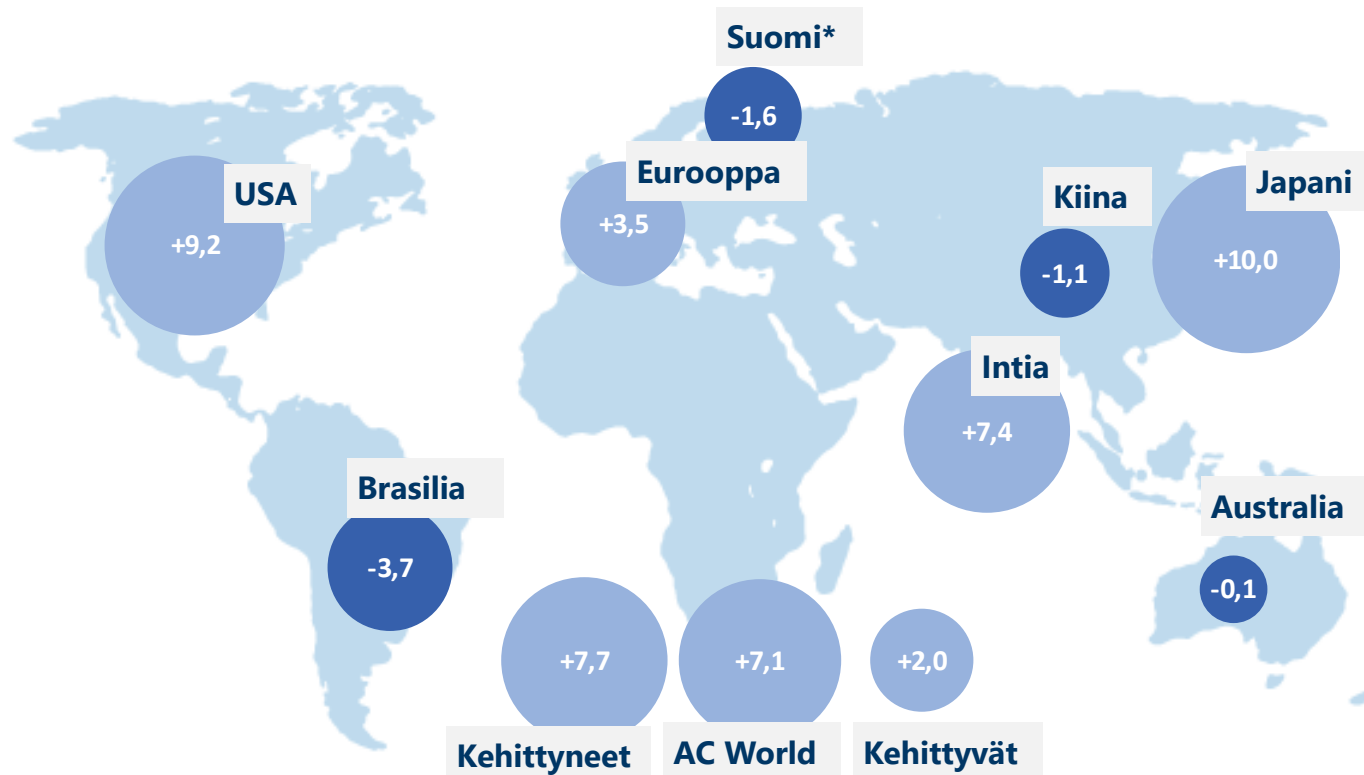 Suomi*
-1,6
USA
+9,2
Eurooppa
+3,5
Kiina
-1,1
Japani
+10,0
Intia
+7,4
Brasilia
-3,7
Australia
-0,1
+7,7
Kehittyneet
+7,1
AC World
+2,0
Kehittyvät